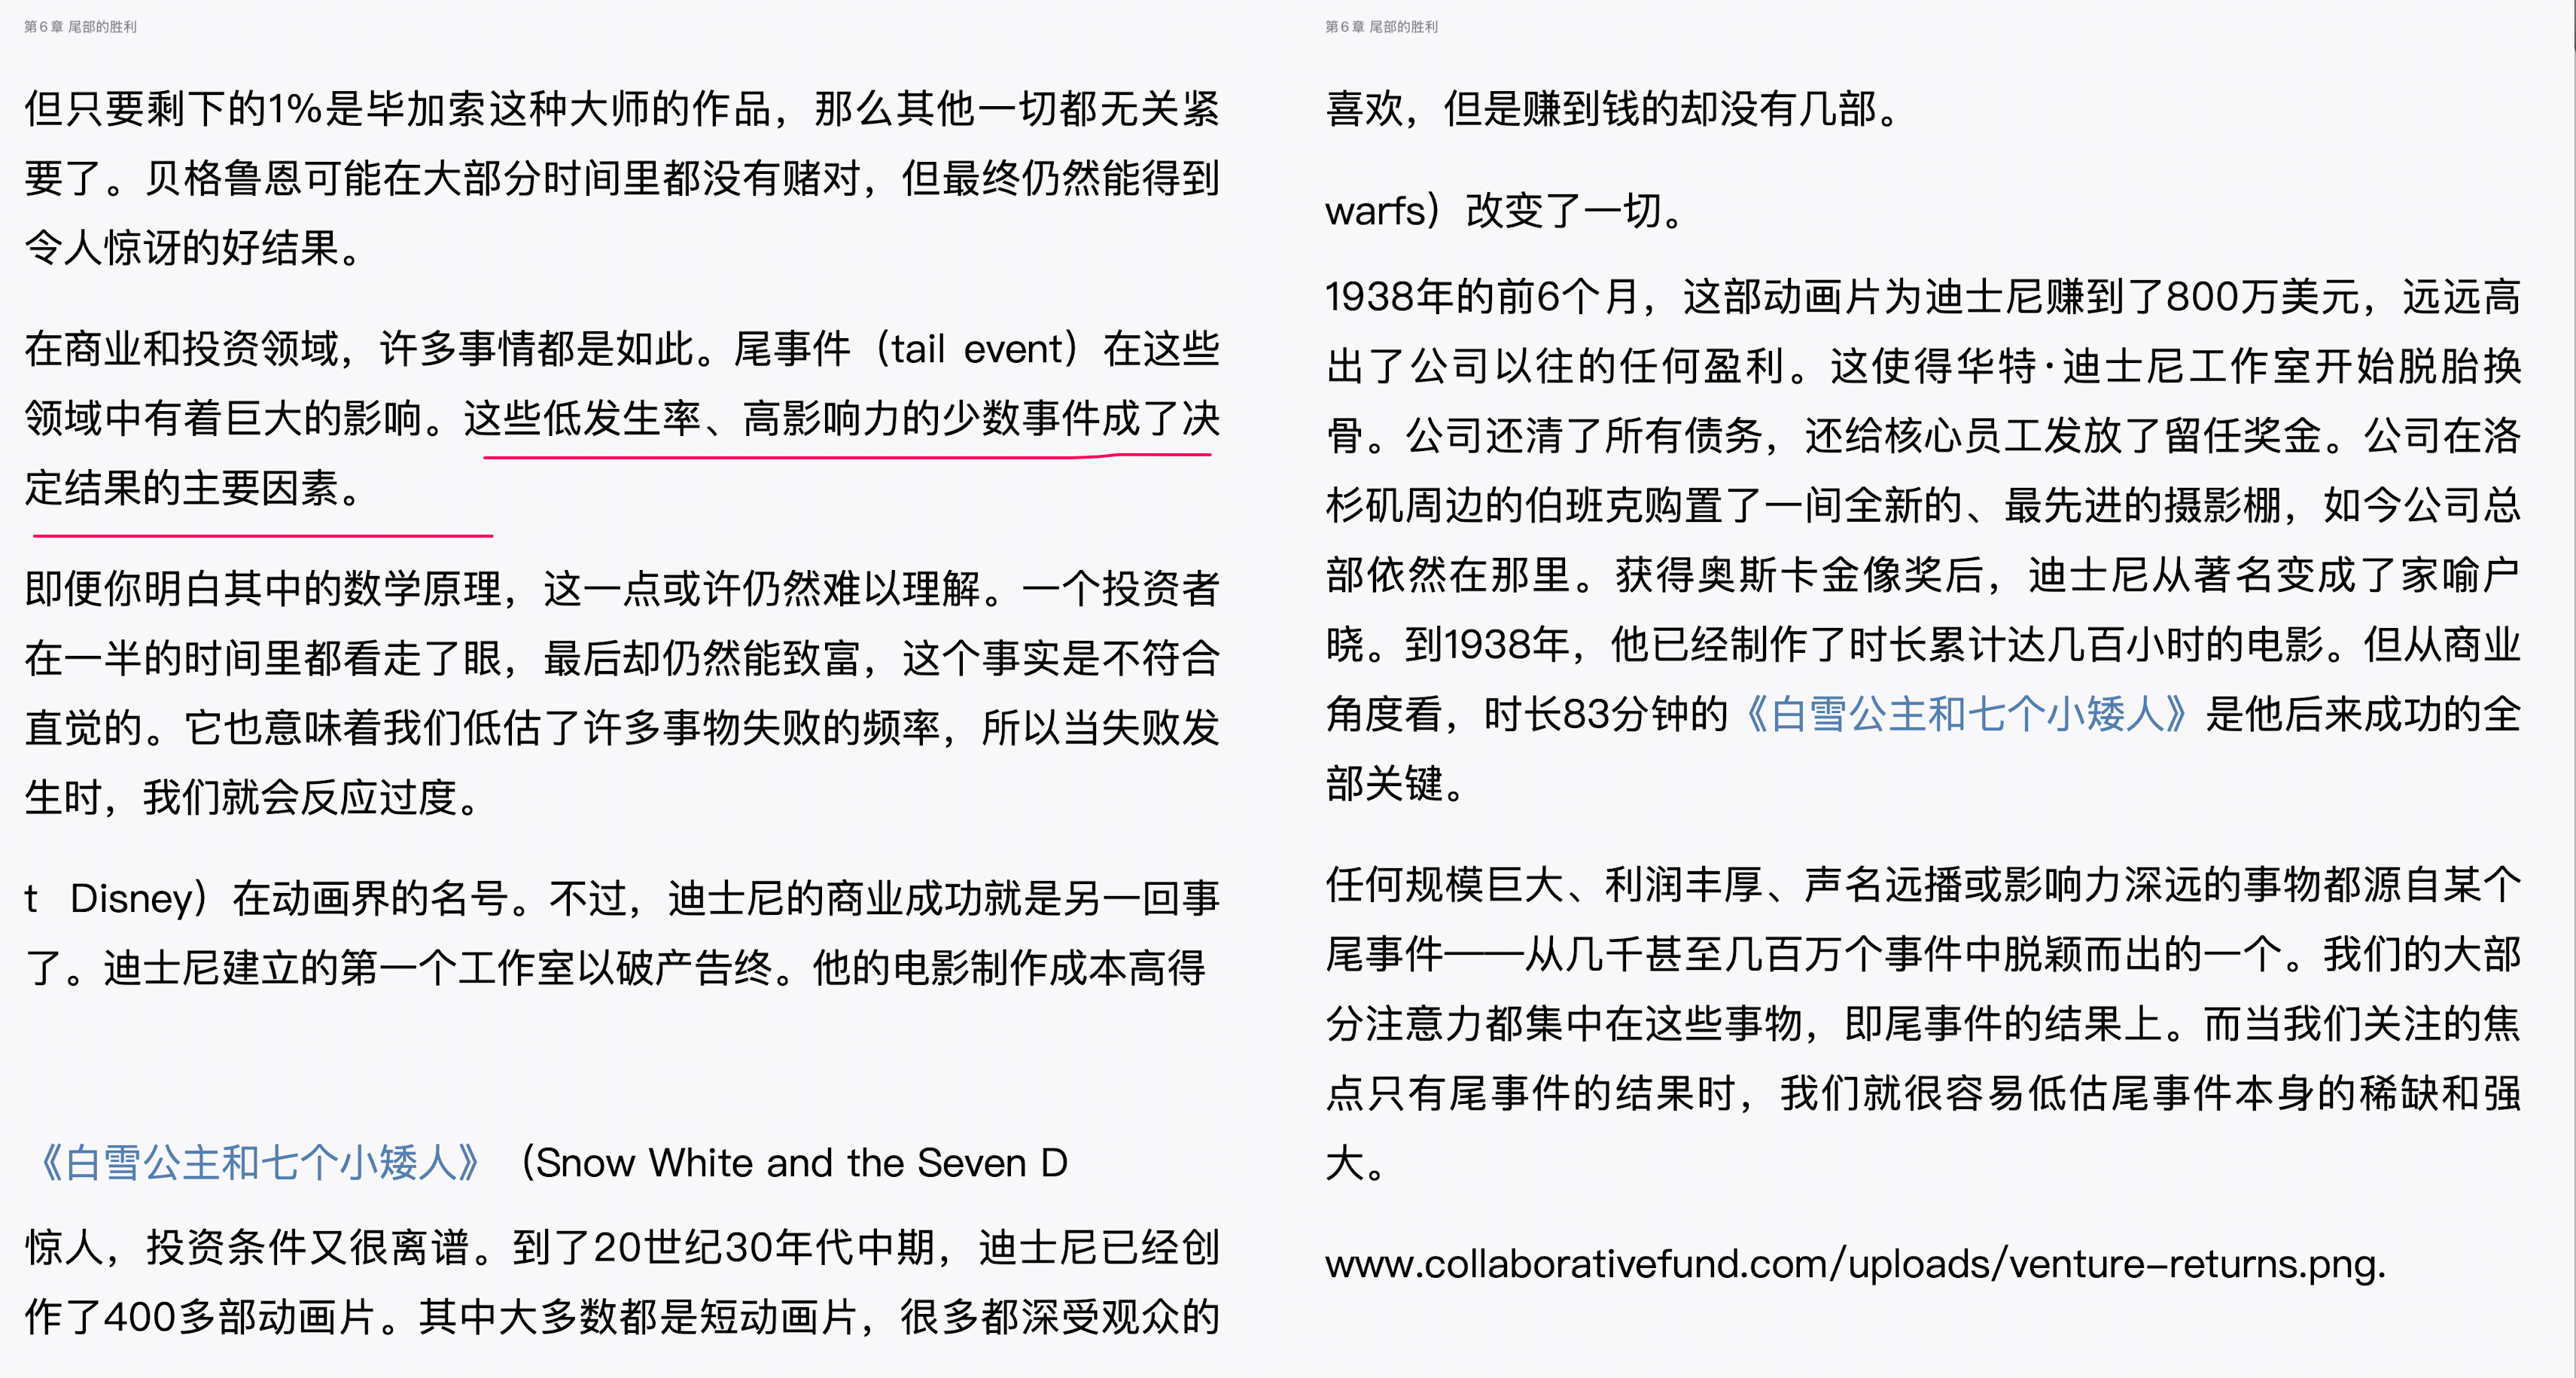 第6章 尾部的胜利
但只要剩下的1%是毕加索这种大师的作品，那么其他一切都无关紧
要了。贝格鲁恩可能在大部分时间里都没有赌对，但最终仍然能得到
令人惊讶的好结果。
在商业和投资领域，许多事情都是如此。尾事件（tail event）在这些
领域中有着巨大的影响。这些低发生率、高影响力的少数事件成了决
定结果的主要因素。
即便你明白其中的数学原理，这一点或许仍然难以理解。一个投资者
在一半的时间里都看走了眼，最后却仍然能致富，这个事实是不符合
直觉的。它也意味着我们低估了许多事物失败的频率，所以当失败发
生时，我们就会反应过度。
t Disney）在动画界的名号。不过，迪士尼的商业成功就是另一回事
了。迪士尼建立的第一个工作室以破产告终。他的电影制作成本高得
《白雪公主和七个小矮人》（Snow White and the Seven D
惊人，投资条件又很离谱。到了20世纪30年代中期，迪士尼已经创
作了400多部动画片。其中大多数都是短动画片，很多都深受观众的
第6章 尾部的胜利
喜欢，但是赚到钱的却没有几部。
warfs）改变了一切。
1938年的前6个月，这部动画片为迪士尼赚到了800万美元，远远高
出了公司以往的任何盈利。这使得华特·迪士尼工作室开始脱胎换
骨。公司还清了所有债务，还给核心员工发放了留任奖金。公司在洛
杉矶周边的伯班克购置了一间全新的、最先进的摄影棚，如今公司总
部依然在那里。获得奥斯卡金像奖后，迪士尼从著名变成了家喻户
晓。到1938年，他已经制作了时长累计达几百小时的电影。但从商业
角度看，时长83分钟的《白雪公主和七个小矮人》是他后来成功的全
部关键。
任何规模巨大、利润丰厚、声名远播或影响力深远的事物都源自某个
尾事件——从几千甚至几百万个事件中脱颖而出的一个。我们的大部
分注意力都集中在这些事物，即尾事件的结果上。而当我们关注的焦
点只有尾事件的结果时，我们就很容易低估尾事件本身的稀缺和强
大。
www.collaborativefund.com/uploads/venture-returns.png.